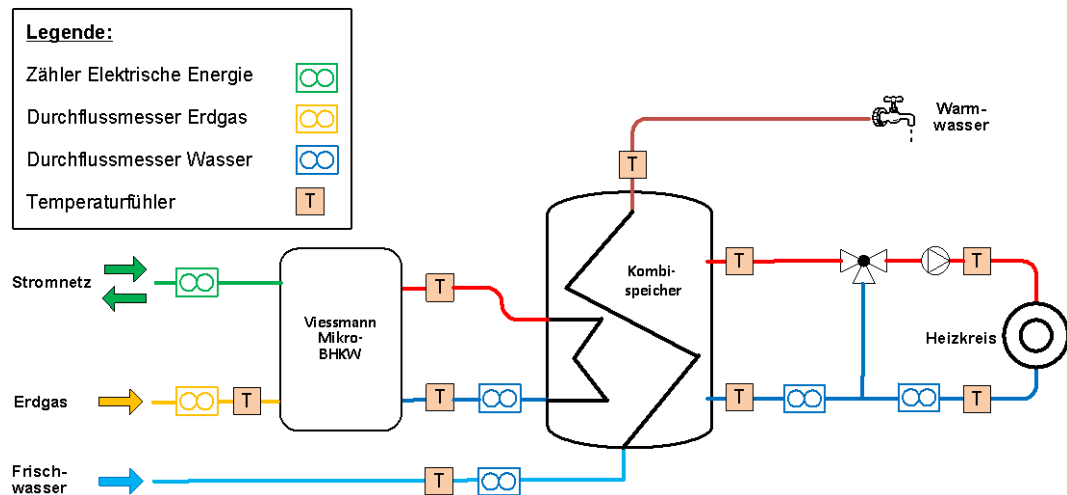 Legende:
Zähler Elektrische Energie
Durchflussmesser Erdgas
Durchflussmesser Wasser
Temperaturfühler
T
Warm-
wasser
T
Stromnetz
T
Kombi-
speicher
T
T
Viessmann
Mikro-
BHKW
Heizkreis
Erdgas
T
T
T
T
Frisch-
wasser
T